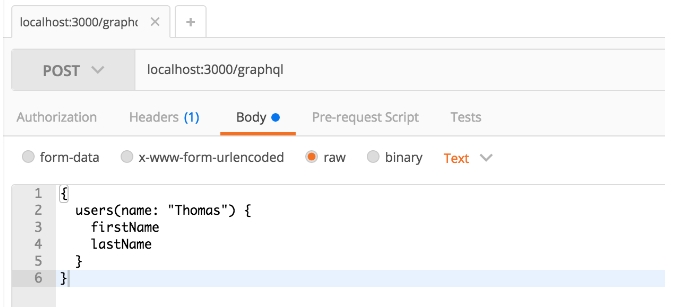 localhost:3000/graphc × +
POST localhost:3000/graphql
Authorization Headers (1) Body Pre-request Script Tests
form-data x-www-form-urlencoded raw binary Text
1 {
2   users(name: "Thomas") {
3     firstName
4     lastName
5   }
6 }